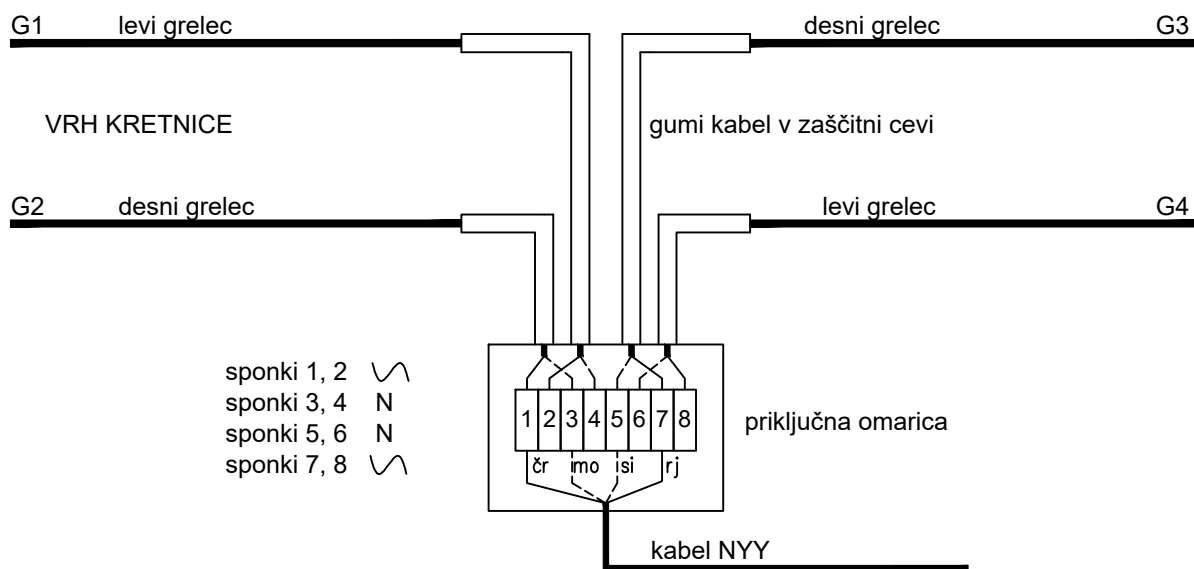 G1 levi grelec desni grelec G3
VRH KRETNICE gumi kabel v zaščitni cevi
G2 desni grelec levi grelec G4
sponki 1, 2
sponki 3, 4 N
sponki 5, 6 N
sponki 7, 8
1 2 3 4 5 6 7 8
priključna omarica
čr mo si rj
kabel NYY